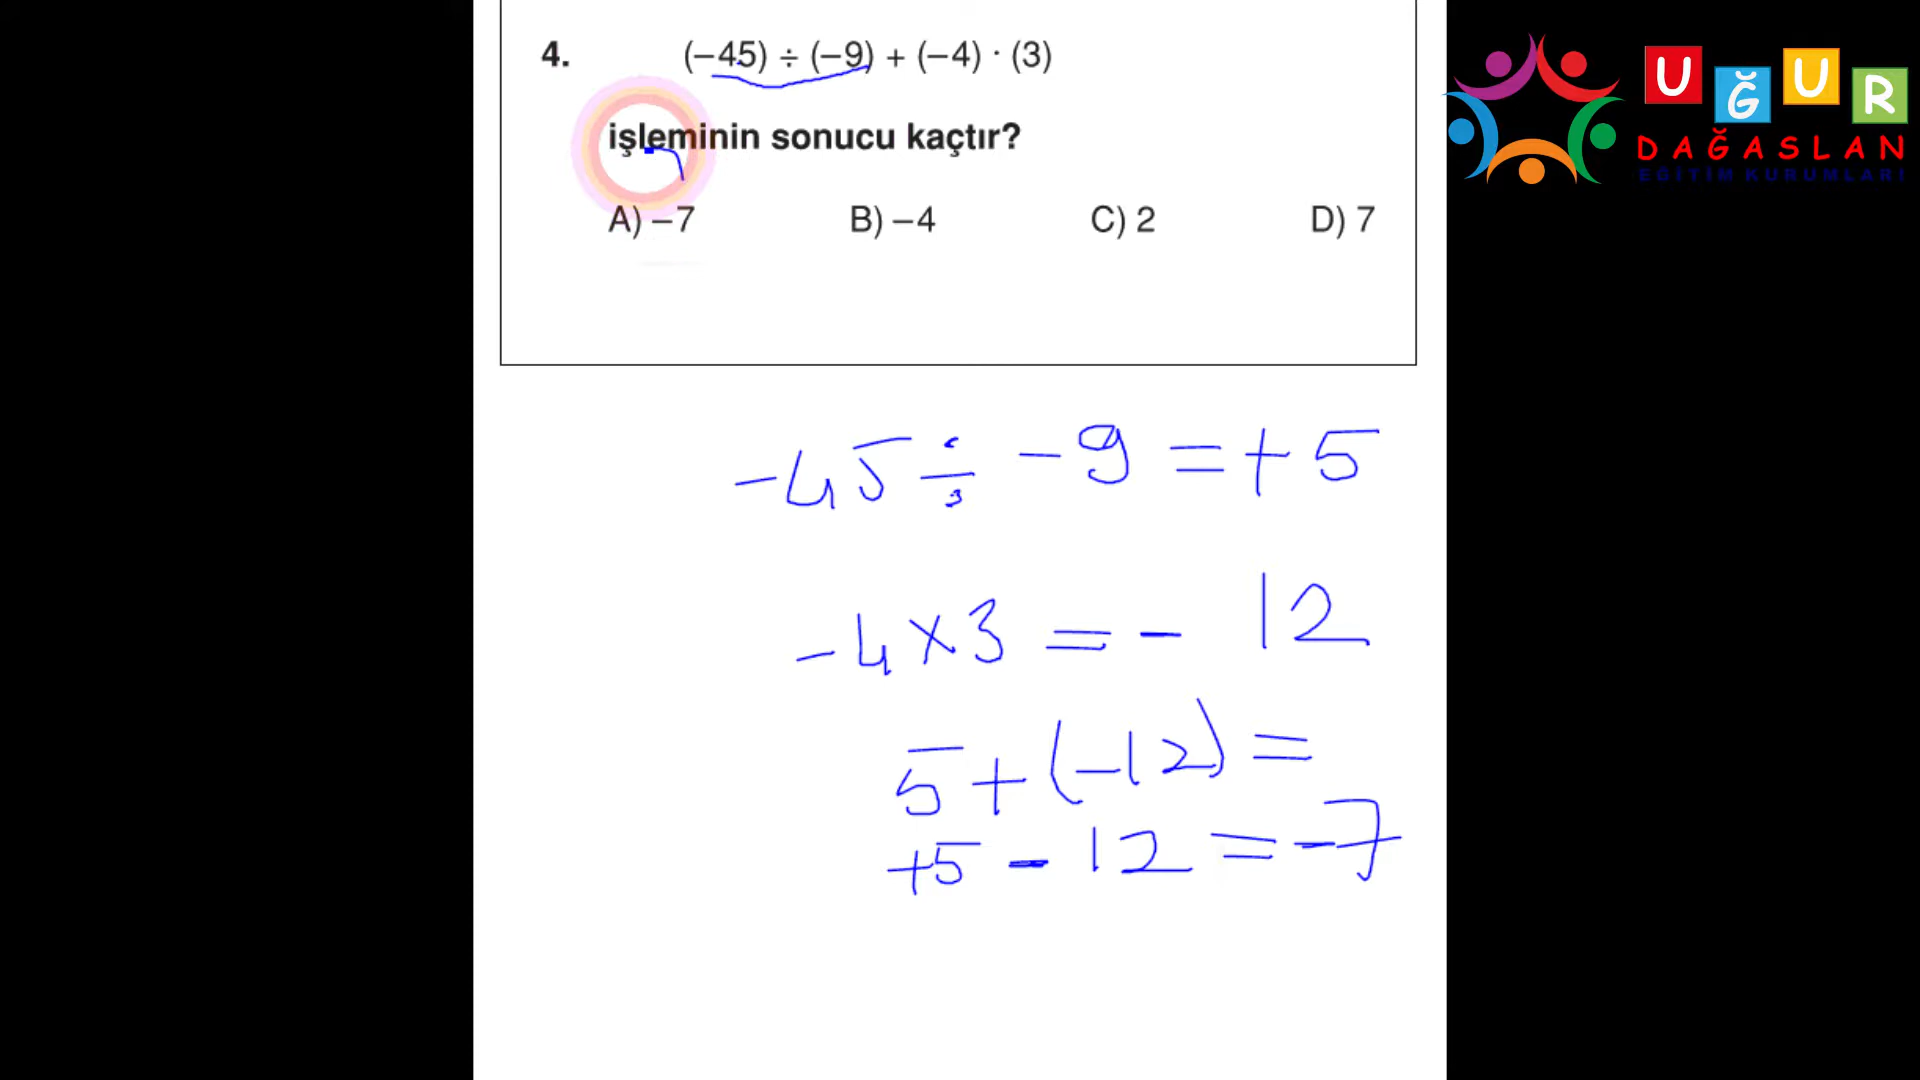 4. (−45) ÷ (−9) + (−4) · (3)
işleminin sonucu kaçtır?
A) −7 B) −4 C) 2 D) 7
-45 ÷ -9 = +5
-4 x 3 = - 12
5 + (-12) =
+5 - 12 = -7
UĞUR
DAĞASLAN
EĞİTİM KURUMLARI